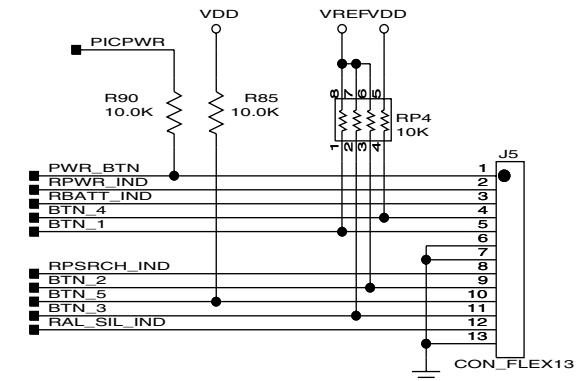 VDD
VREF
VDD
PICPWR
R90
10.0K
R85
10.0K
8
7
6
5
RP4
10K
1
2
3
4
J5
PWR_BTN
1
RPWR_IND
2
RBATT_IND
3
BTN_4
4
BTN_1
5
6
7
RPSRCH_IND
8
BTN_2
9
BTN_5
10
BTN_3
11
RAL_SIL_IND
12
13
CON_FLEX13